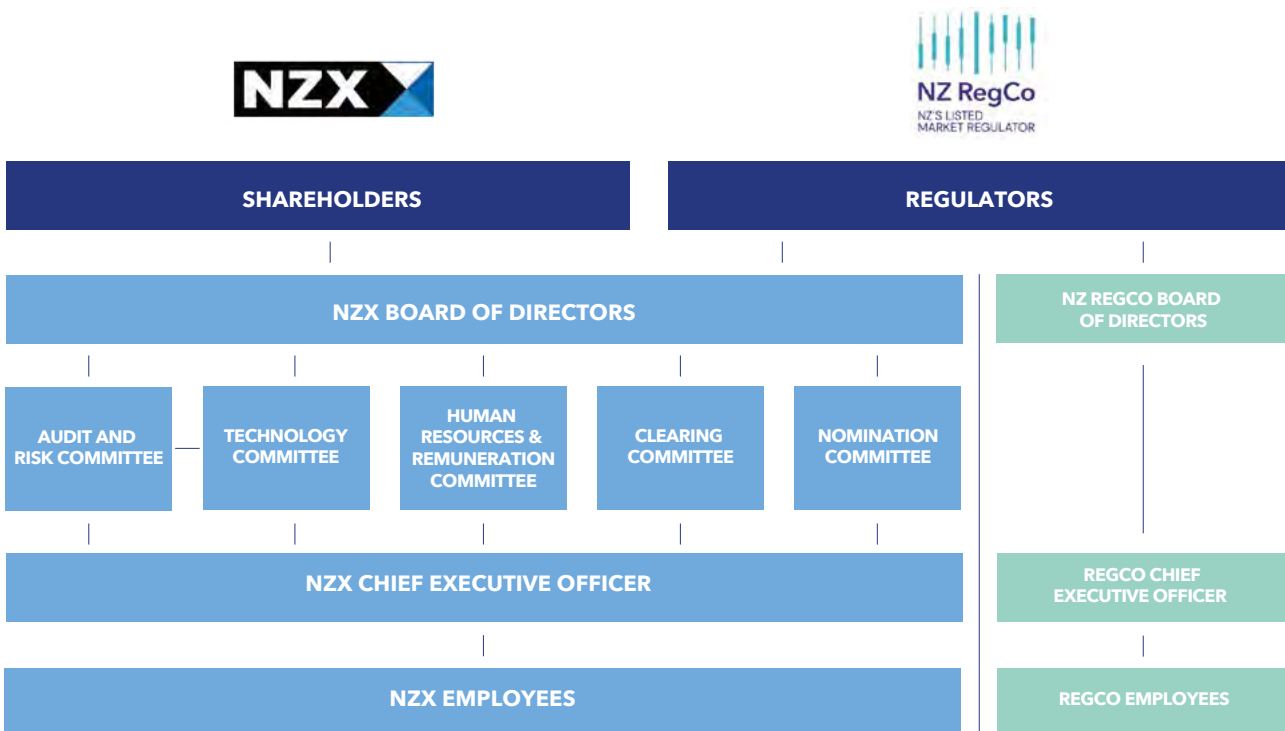 NZX
NZ RegCo
NZ'S LISTED
MARKET REGULATOR
SHAREHOLDERS
REGULATORS
NZX BOARD OF DIRECTORS
NZ REGCO BOARD
OF DIRECTORS
AUDIT AND
RISK COMMITTEE
TECHNOLOGY
COMMITTEE
HUMAN
RESOURCES &
REMUNERATION
COMMITTEE
CLEARING
COMMITTEE
NOMINATION
COMMITTEE
NZX CHIEF EXECUTIVE OFFICER
REGCO CHIEF
EXECUTIVE OFFICER
NZX EMPLOYEES
REGCO EMPLOYEES